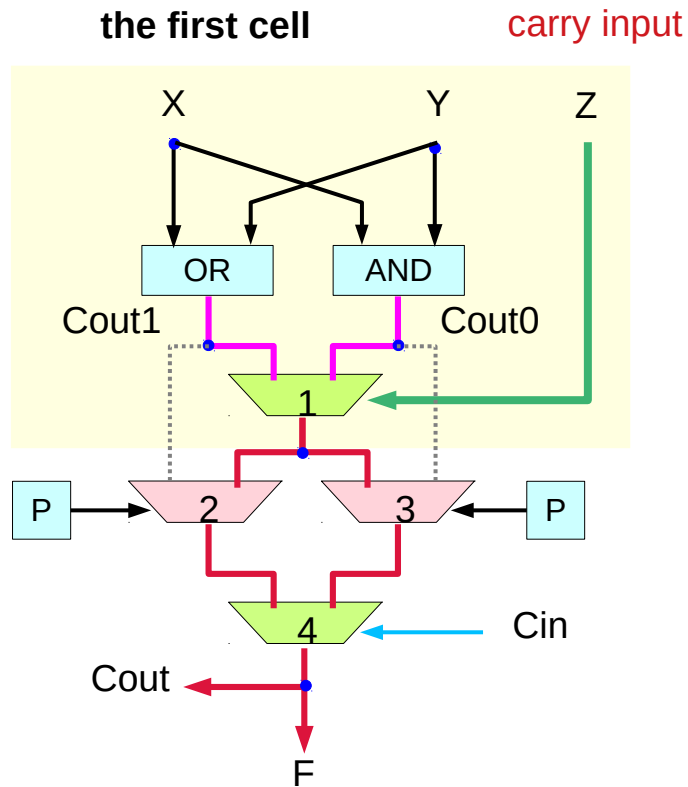 the first cell
carry input
X
Y
Z
OR
AND
Cout1
Cout0
1
P
2
3
P
4
Cin
Cout
F